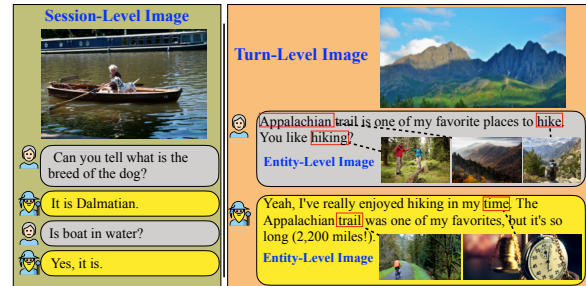 Session-Level Image
Can you tell what is the
breed of the dog?
It is Dalmatian.
Is boat in water?
Yes, it is.
Turn-Level Image
Appalachian trail is one of my favorite places to hike.
You like hiking?
Entity-Level Image
Yeah, I've really enjoyed hiking in my time. The
Appalachian trail was one of my favorites, but it's so
long (2,200 miles!).
Entity-Level Image